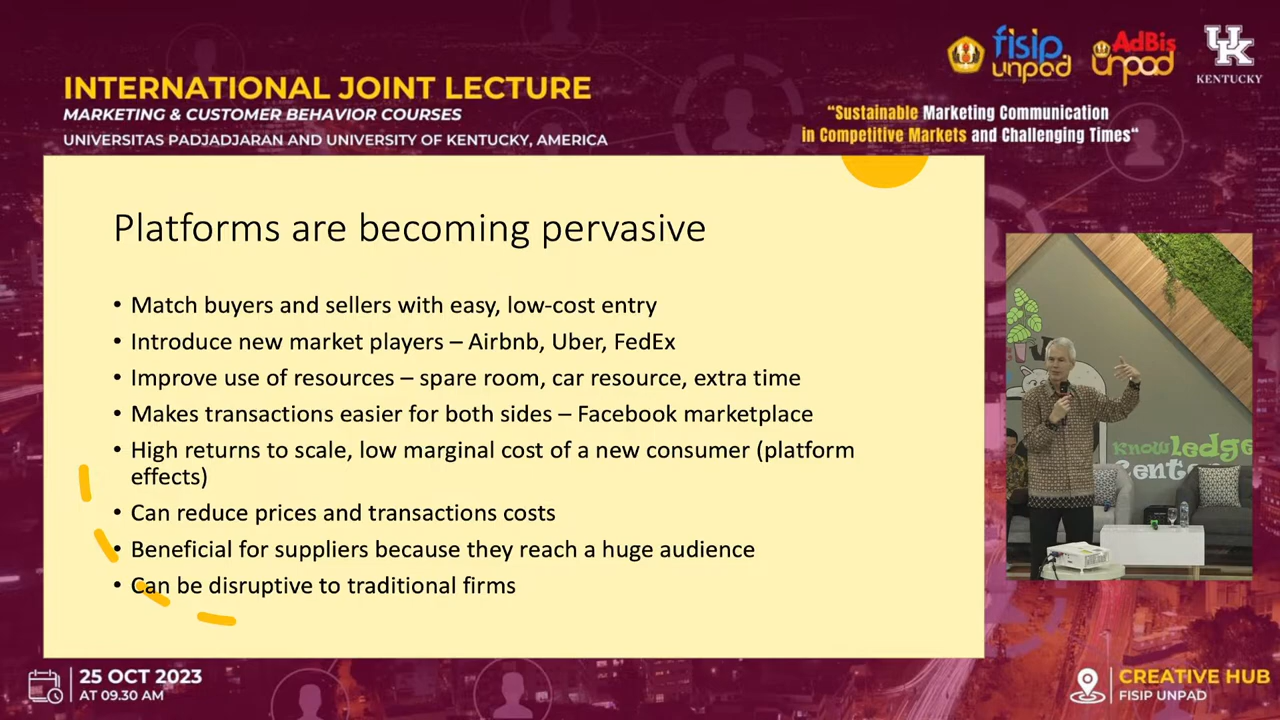 INTERNATIONAL JOINT LECTURE
MARKETING & CUSTOMER BEHAVIOR COURSES
UNIVERSITAS PADJADJARAN AND UNIVERSITY OF KENTUCKY, AMERICA
fisip
unpad
AdBis
unpad
UK
KENTUCKY
“Sustainable Marketing Communication
in Competitive Markets and Challenging Times“
Platforms are becoming pervasive
• Match buyers and sellers with easy, low-cost entry
• Introduce new market players – Airbnb, Uber, FedEx
• Improve use of resources – spare room, car resource, extra time
• Makes transactions easier for both sides – Facebook marketplace
• High returns to scale, low marginal cost of a new consumer (platform
effects)
• Can reduce prices and transactions costs
• Beneficial for suppliers because they reach a huge audience
• Can be disruptive to traditional firms
Knowledge
25 OCT 2023
AT 09.30 AM
CREATIVE HUB
FISIP UNPAD